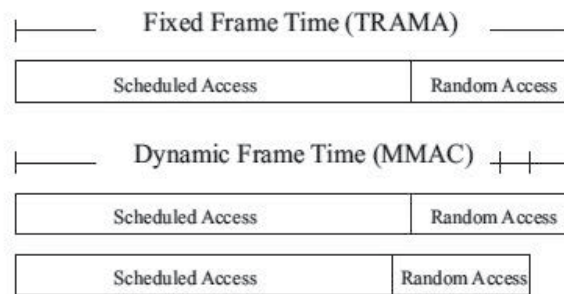 Fixed Frame Time (TRAMA)
Scheduled Access Random Access
Dynamic Frame Time (MMAC)
Scheduled Access Random Access
Scheduled Access Random Access